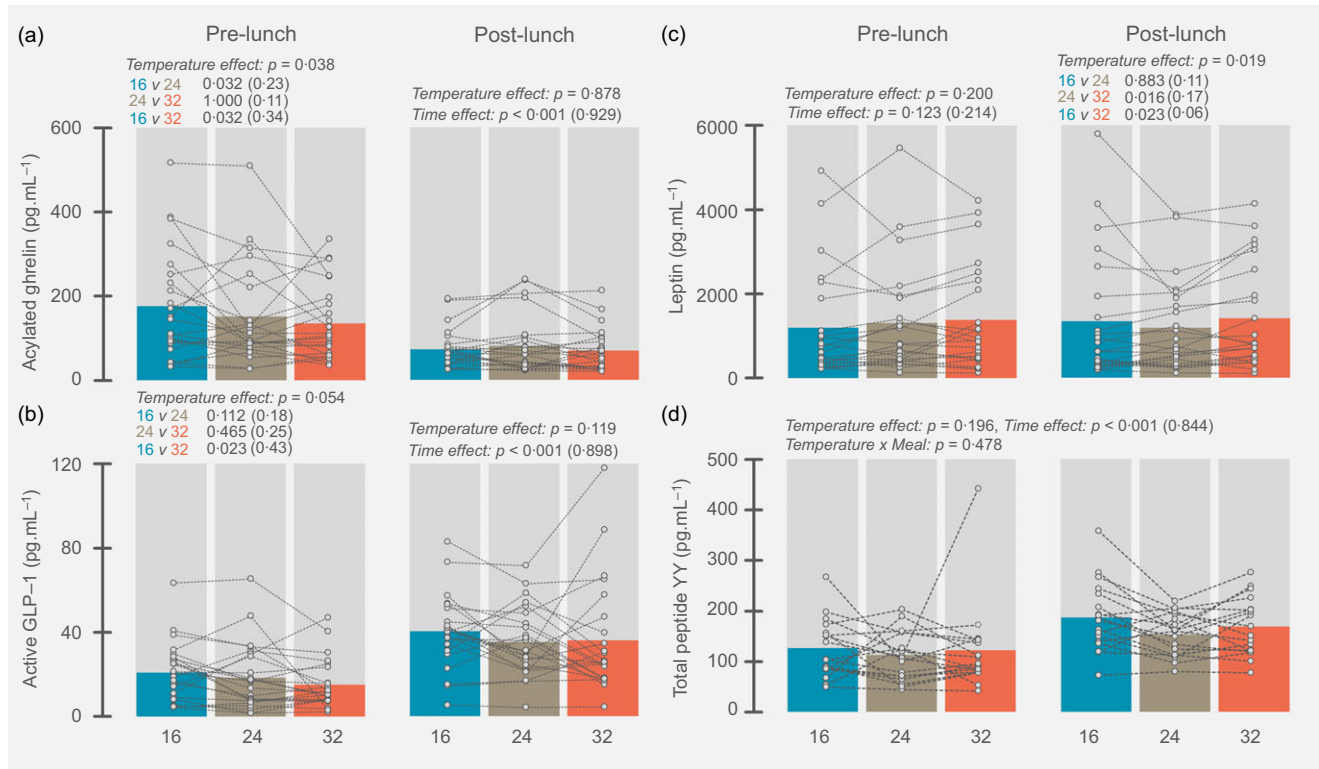 (a)
Pre-lunch
Post-lunch
Temperature effect: p = 0·038
16 v 24 0·032 (0·23)
24 v 32 1·000 (0·11)
16 v 32 0·032 (0·34)
Temperature effect: p = 0·878
Time effect: p < 0·001 (0·929)
Acylated ghrelin (pg.mL−1)
600
400
200
0
(b)
Temperature effect: p = 0·054
16 v 24 0·112 (0·18)
24 v 32 0·465 (0·25)
16 v 32 0·023 (0·43)
Temperature effect: p = 0·119
Time effect: p < 0·001 (0·898)
Active GLP−1 (pg.mL−1)
120
80
40
0
16 24 32
16 24 32
(c)
Pre-lunch
Post-lunch
Temperature effect: p = 0·200
Time effect: p = 0·123 (0·214)
Temperature effect: p = 0·019
16 v 24 0·883 (0·11)
24 v 32 0·016 (0·17)
16 v 32 0·023 (0·06)
Leptin (pg.mL−1)
6000
4000
2000
0
(d)
Temperature effect: p = 0·196, Time effect: p < 0·001 (0·844)
Temperature x Meal: p = 0·478
Total peptide YY (pg.mL−1)
500
400
300
200
100
0
16 24 32
16 24 32